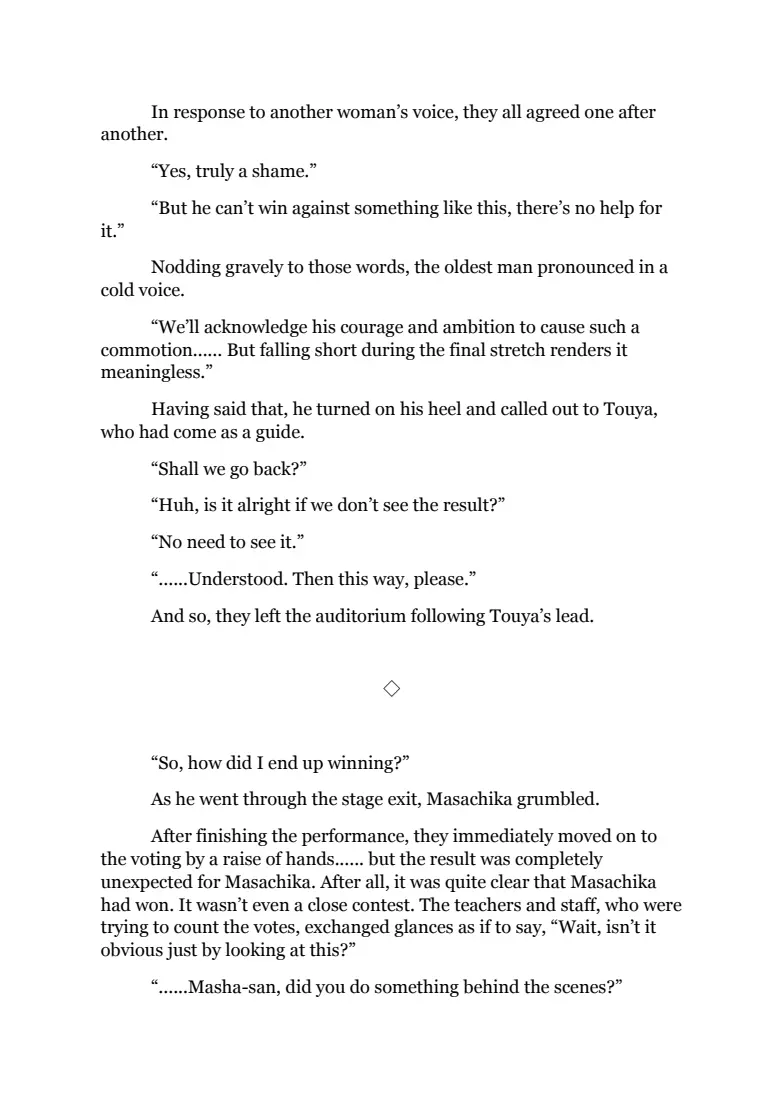 In response to another woman’s voice, they all agreed one after
another.
“Yes, truly a shame.”
“But he can’t win against something like this, there’s no help for
it.”
Nodding gravely to those words, the oldest man pronounced in a
cold voice.
“We’ll acknowledge his courage and ambition to cause such a
commotion…… But falling short during the final stretch renders it
meaningless.”
Having said that, he turned on his heel and called out to Touya,
who had come as a guide.
“Shall we go back?”
“Huh, is it alright if we don’t see the result?”
“No need to see it.”
“……Understood. Then this way, please.”
And so, they left the auditorium following Touya’s lead.
◇
“So, how did I end up winning?”
As he went through the stage exit, Masachika grumbled.
After finishing the performance, they immediately moved on to
the voting by a raise of hands…… but the result was completely
unexpected for Masachika. After all, it was quite clear that Masachika
had won. It wasn’t even a close contest. The teachers and staff, who were
trying to count the votes, exchanged glances as if to say, “Wait, isn’t it
obvious just by looking at this?”
“……Masha-san, did you do something behind the scenes?”